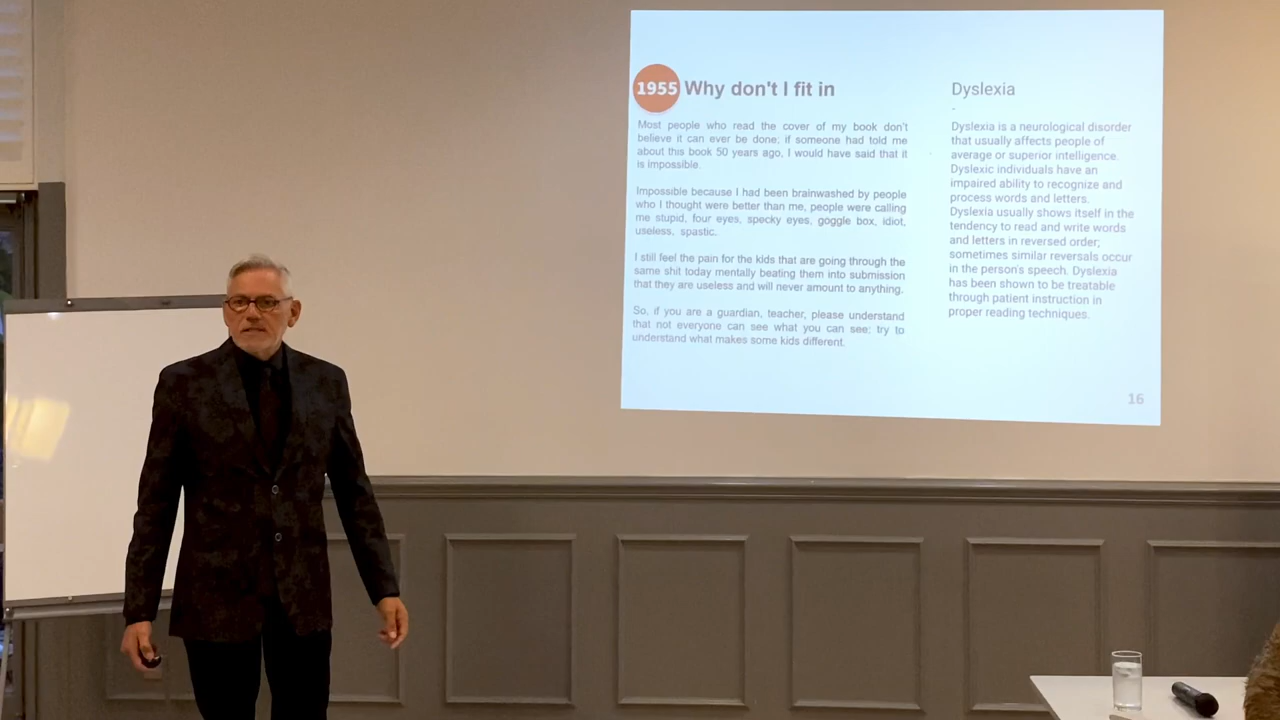 1955 Why don't I fit in
Most people who read the cover of my book don't
believe it can ever be done; if someone had told me
about this book 50 years ago, I would have said that it
is impossible.
Impossible because I had been brainwashed by people
who I thought were better than me, people were calling
me stupid, four eyes, specky eyes, goggle box, idiot,
useless, spastic.
I still feel the pain for the kids that are going through the
same shit today mentally beating them into submission
that they are useless and will never amount to anything.
So, if you are a guardian, teacher, please understand
that not everyone can see what you can see: try to
understand what makes some kids different.
Dyslexia
-
Dyslexia is a neurological disorder
that usually affects people of
average or superior intelligence.
Dyslexic individuals have an
impaired ability to recognize and
process words and letters.
Dyslexia usually shows itself in the
tendency to read and write words
and letters in reversed order;
sometimes similar reversals occur
in the person's speech. Dyslexia
has been shown to be treatable
through patient instruction in
proper reading techniques.
16